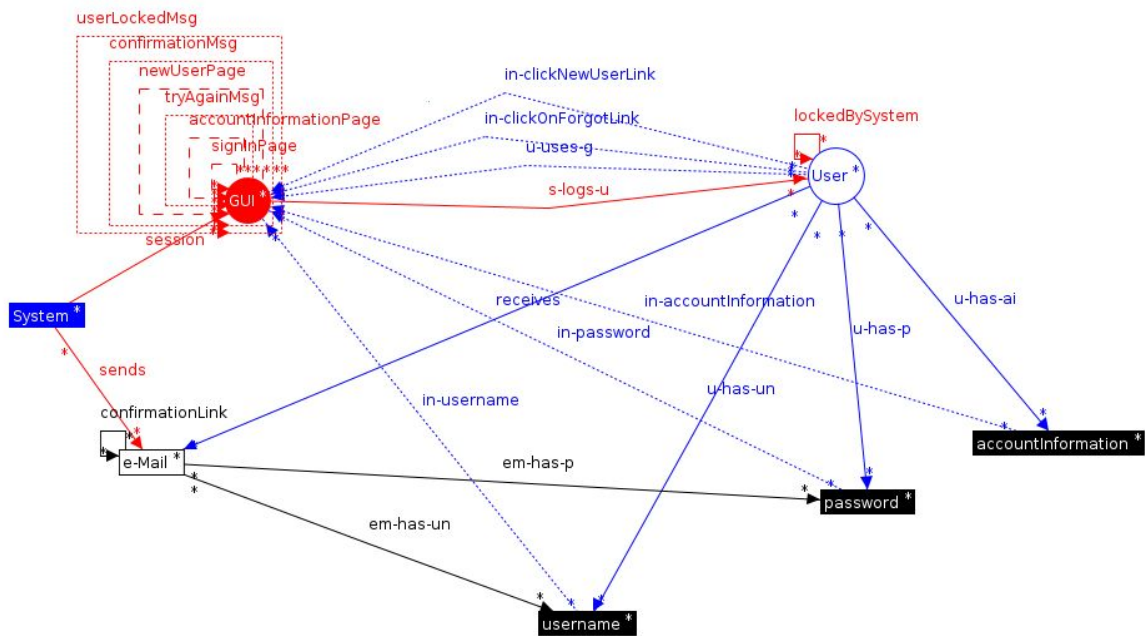 userLockedMsg
confirmationMsg
newUserPage
tryAgainMsg
accountInformationPage
signInPage
GUI *
in-clickNewUserLink
in-clickOnForgotLink
u-uses-g
s-logs-u
lockedBySystem
User *
session
System *
sends
receives
in-accountInformation
in-password
u-has-ai
u-has-p
u-has-un
in-username
confirmationLink
e-Mail *
em-has-p
em-has-un
accountInformation *
password *
username *